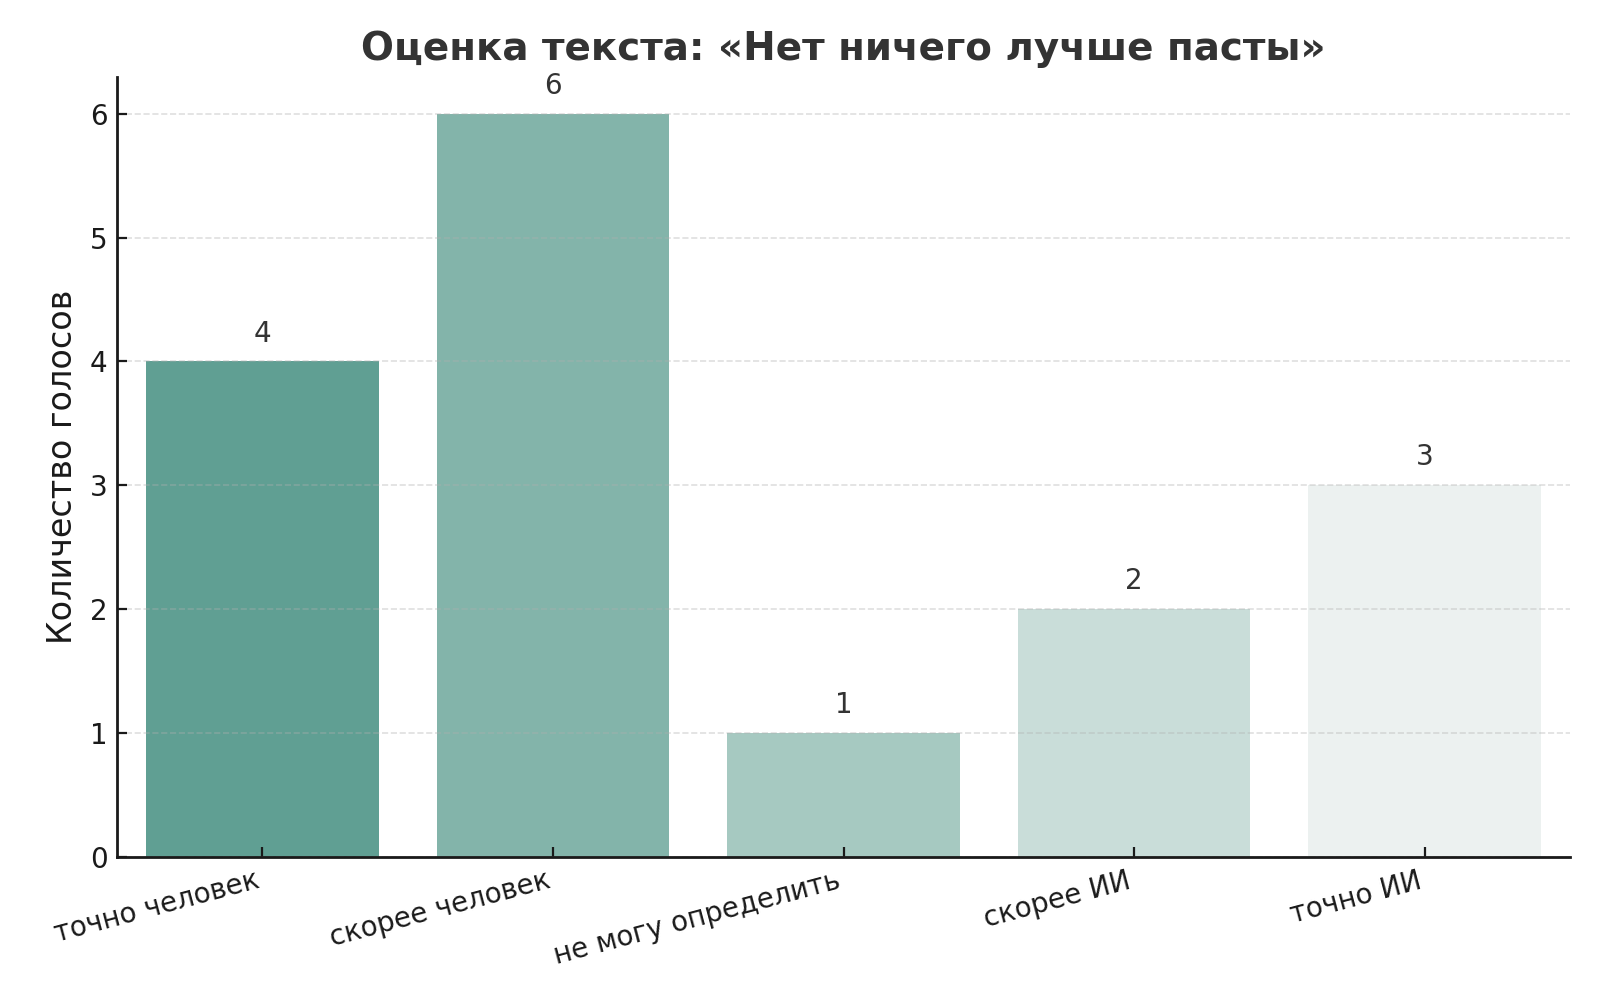 Оценка текста: «Нет ничего лучше пасты»
Количество голосов
6
5
4
3
2
1
0
4
6
1
2
3
точно человек
скорее человек
не могу определить
скорее ИИ
точно ИИ